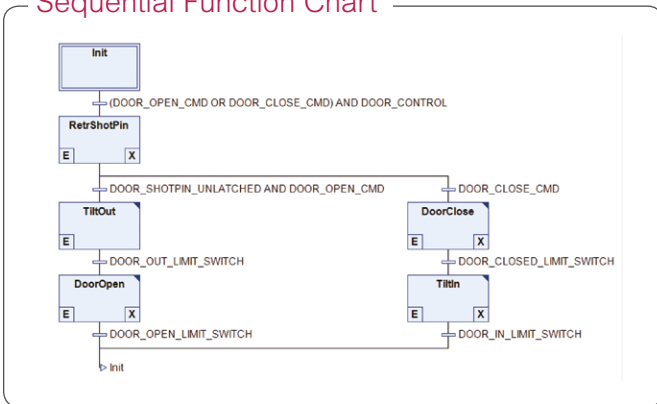 Sequential Function Chart
Init
(DOOR_OPEN_CMD OR DOOR_CLOSE_CMD) AND DOOR_CONTROL
RetrShotPin
E X
DOOR_SHOTPIN_UNLATCHED AND DOOR_OPEN_CMD
DOOR_CLOSE_CMD
TiltOut
E
DoorClose
E X
DOOR_OUT_LIMIT_SWITCH
DOOR_CLOSED_LIMIT_SWITCH
DoorOpen
E X
TiltIn
E X
DOOR_OPEN_LIMIT_SWITCH
DOOR_IN_LIMIT_SWITCH
Init